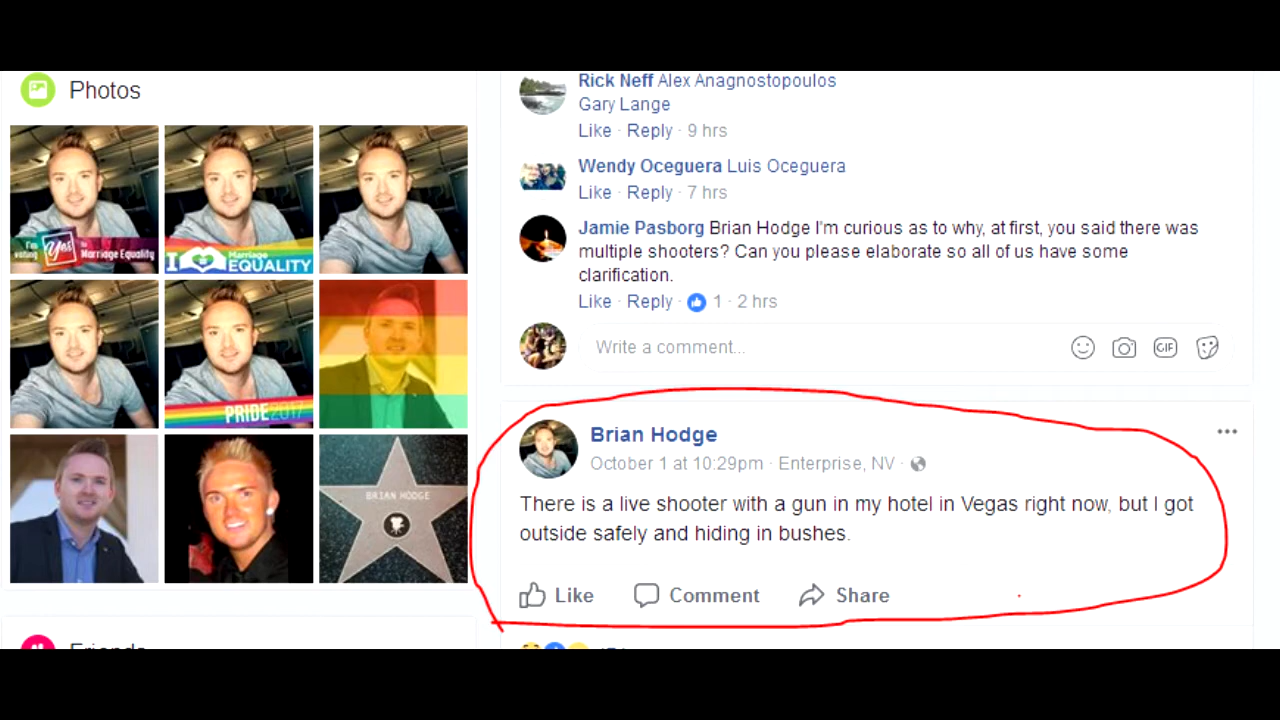 Photos
I'm voting Yes to Marriage Equality
I Marriage EQUALITY
PRIDE 2017
BRIAN HODGE
Friends
Rick Neff Alex Anagnostopoulos
Gary Lange
Like · Reply · 9 hrs
Wendy Oceguera Luis Oceguera
Like · Reply · 7 hrs
Jamie Pasborg Brian Hodge I'm curious as to why, at first, you said there was
multiple shooters? Can you please elaborate so all of us have some
clarification.
Like · Reply · 1 · 2 hrs
Write a comment...
GIF
Brian Hodge
October 1 at 10:29pm · Enterprise, NV ·
There is a live shooter with a gun in my hotel in Vegas right now, but I got
outside safely and hiding in bushes.
Like Comment Share